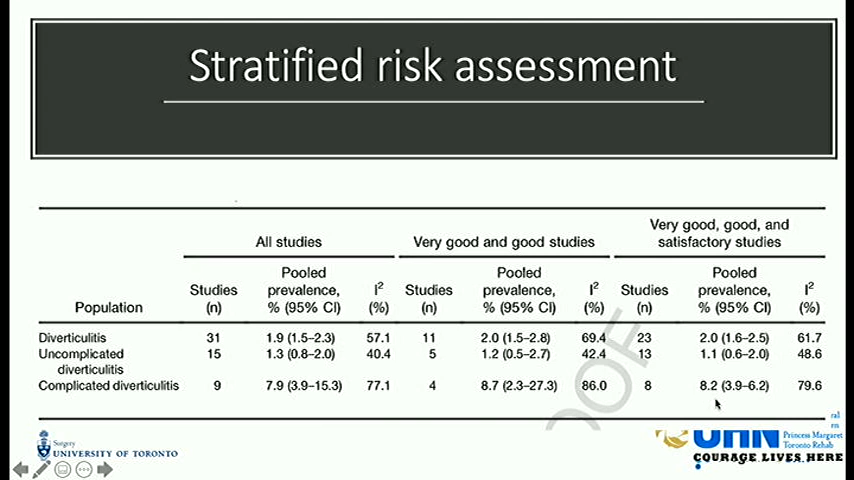 Stratified risk assessment
All studies
Very good and good studies
Very good, good, and
satisfactory studies
Population
Studies
(n)
Pooled
prevalence,
% (95% CI)
I2
(%)
Studies
(n)
Pooled
prevalence,
% (95% CI)
I2
(%)
Studies
(n)
Pooled
prevalence,
% (95% CI)
I2
(%)
Diverticulitis 31 1.9 (1.5–2.3) 57.1 11 2.0 (1.5–2.8) 69.4 23 2.0 (1.6–2.5) 61.7
Uncomplicated 15 1.3 (0.8–2.0) 40.4 5 1.2 (0.5–2.7) 42.4 13 1.1 (0.6–2.0) 48.6
diverticulitis
Complicated diverticulitis 9 7.9 (3.9–15.3) 77.1 4 8.7 (2.3–27.3) 86.0 8 8.2 (3.9–6.2) 79.6
OOF
Surgery
UNIVERSITY OF TORONTO
UHN
Princess Margaret
Toronto Rehab
COURAGE LIVES HERE